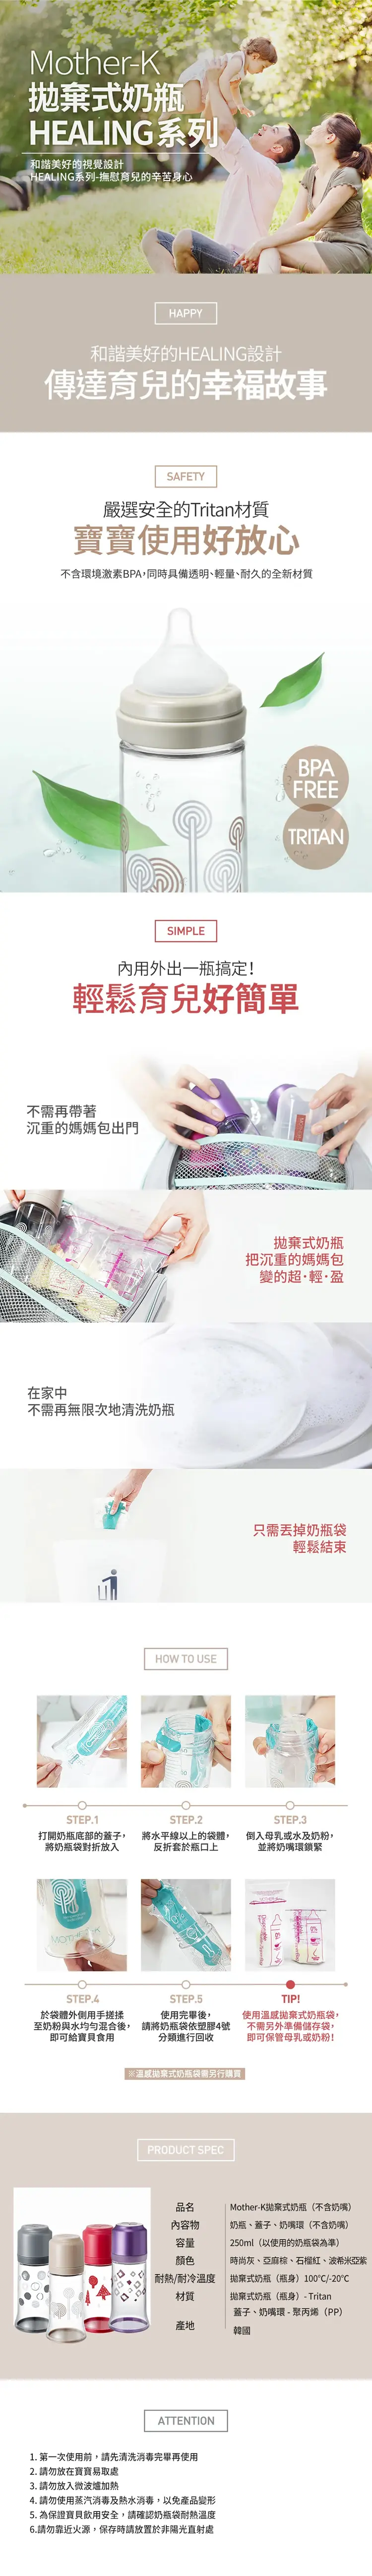 Mother-K
拋棄式奶瓶
HEALING系列
和諧美好的視覺設計
HEALING系列-撫慰育兒的辛苦身心
HAPPY
和諧美好的HEALING設計
傳達育兒的幸福故事
SAFETY
嚴選安全的Tritan材質
寶寶使用好放心
不含環境激素BPA,同時具備透明、輕量、耐久的全新材質
BPA
FREE
TRITAN
SIMPLE
內用外出一瓶搞定!
輕鬆育兒好簡單
不需再帶著
沉重的媽媽包出門
拋棄式奶瓶
把沉重的媽媽包
變的超·輕·盈
在家中
不需再無限次地清洗奶瓶
只需丟掉奶瓶袋
輕鬆結束
HOW TO USE
STEP.1
打開奶瓶底部的蓋子,
將奶瓶袋對折放入
STEP.2
將水平線以上的袋體,
反折套於瓶口上
STEP.3
倒入母乳或水及奶粉,
並將奶嘴環鎖緊
STEP.4
於袋體外側用手搓揉
至奶粉與水均勻混合後,
即可給寶貝食用
STEP.5
使用完畢後,
請將奶瓶袋依塑膠4號
分類進行回收
TIP!
使用溫感拋棄式奶瓶袋,
不需另外準備儲存袋,
即可保管母乳或奶粉!
※溫感拋棄式奶瓶袋需另行購買
PRODUCT SPEC
品名 Mother-K拋棄式奶瓶（不含奶嘴）
內容物 奶瓶、蓋子、奶嘴環（不含奶嘴）
容量 250ml（以使用的奶瓶袋為準）
顏色 時尚灰、亞麻棕、石榴紅、波希米亞紫
耐熱/耐冷溫度 拋棄式奶瓶（瓶身）100℃/-20℃
材質 拋棄式奶瓶（瓶身）- Tritan
蓋子、奶嘴環 - 聚丙烯（PP）
產地 韓國
ATTENTION
1. 第一次使用前，請先清洗消毒完畢再使用
2. 請勿放在寶寶易取處
3. 請勿放入微波爐加熱
4. 請勿使用蒸汽消毒及熱水消毒，以免產品變形
5. 為保證寶貝飲用安全，請確認奶瓶袋耐熱溫度
6.請勿靠近火源，保存時請放置於非陽光直射處